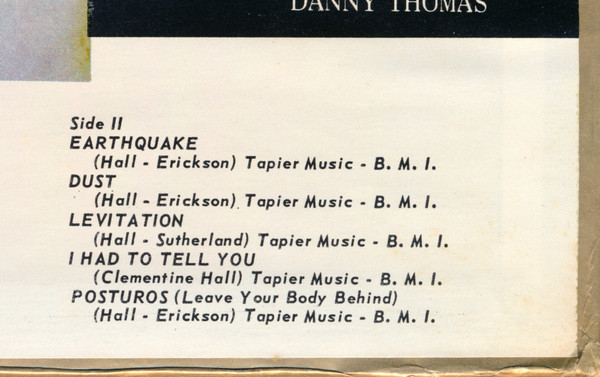 DANNY THOMAS
Side II
EARTHQUAKE
(Hall - Erickson) Tapier Music - B. M. I.
DUST
(Hall - Erickson) Tapier Music - B. M. I.
LEVITATION
(Hall - Sutherland) Tapier Music - B. M. I.
I HAD TO TELL YOU
(Clementine Hall) Tapier Music - B. M. I.
POSTUROS (Leave Your Body Behind)
(Hall - Erickson) Tapier Music - B. M. I.